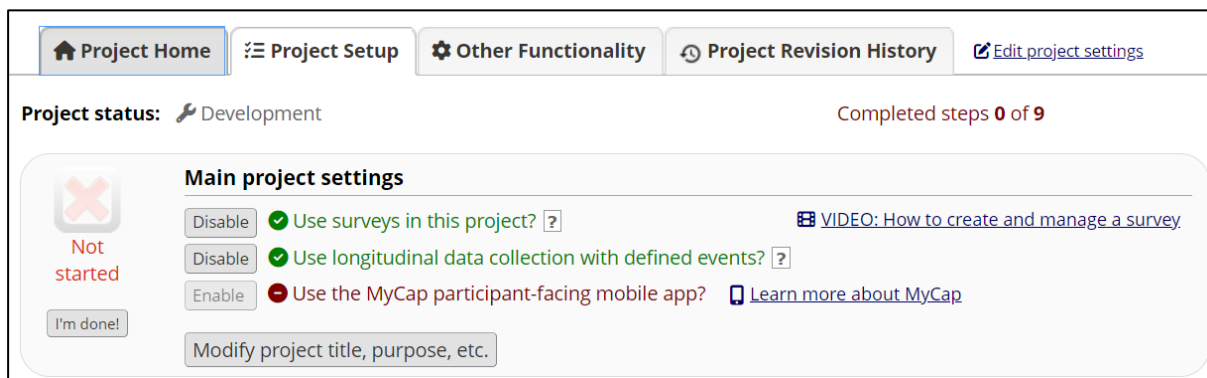 Project Home Project Setup Other Functionality Project Revision History Edit project settings
Project status: Development Completed steps 0 of 9
Main project settings
Not started
I'm done!
Disable Use surveys in this project? ? VIDEO: How to create and manage a survey
Disable Use longitudinal data collection with defined events? ?
Enable Use the MyCap participant-facing mobile app? Learn more about MyCap
Modify project title, purpose, etc.